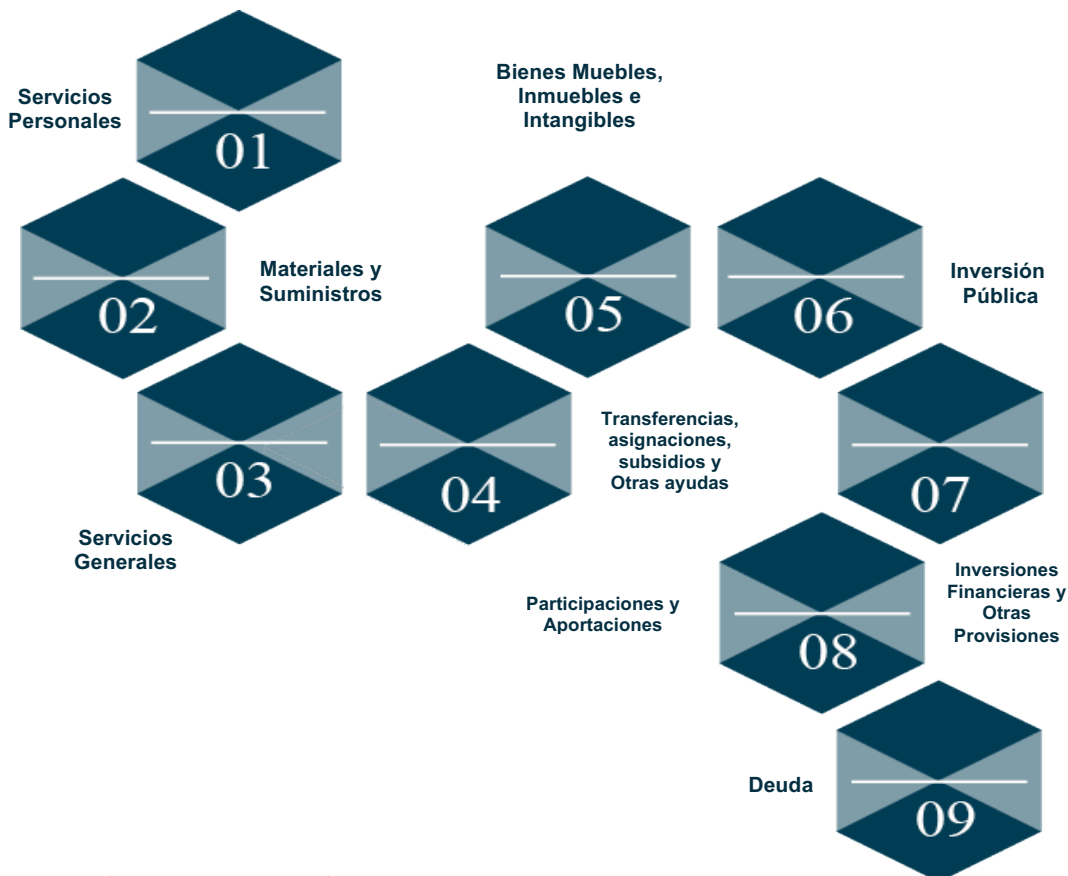 Servicios
Personales
01
02
Materiales y
Suministros
03
Servicios
Generales
04
Transferencias,
asignaciones,
subsidios y
Otras ayudas
Bienes Muebles,
Inmuebles e
Intangibles
05
06
Inversión
Pública
07
Inversiones
Financieras y
Otras
Provisiones
Participaciones y
Aportaciones
08
Deuda
09